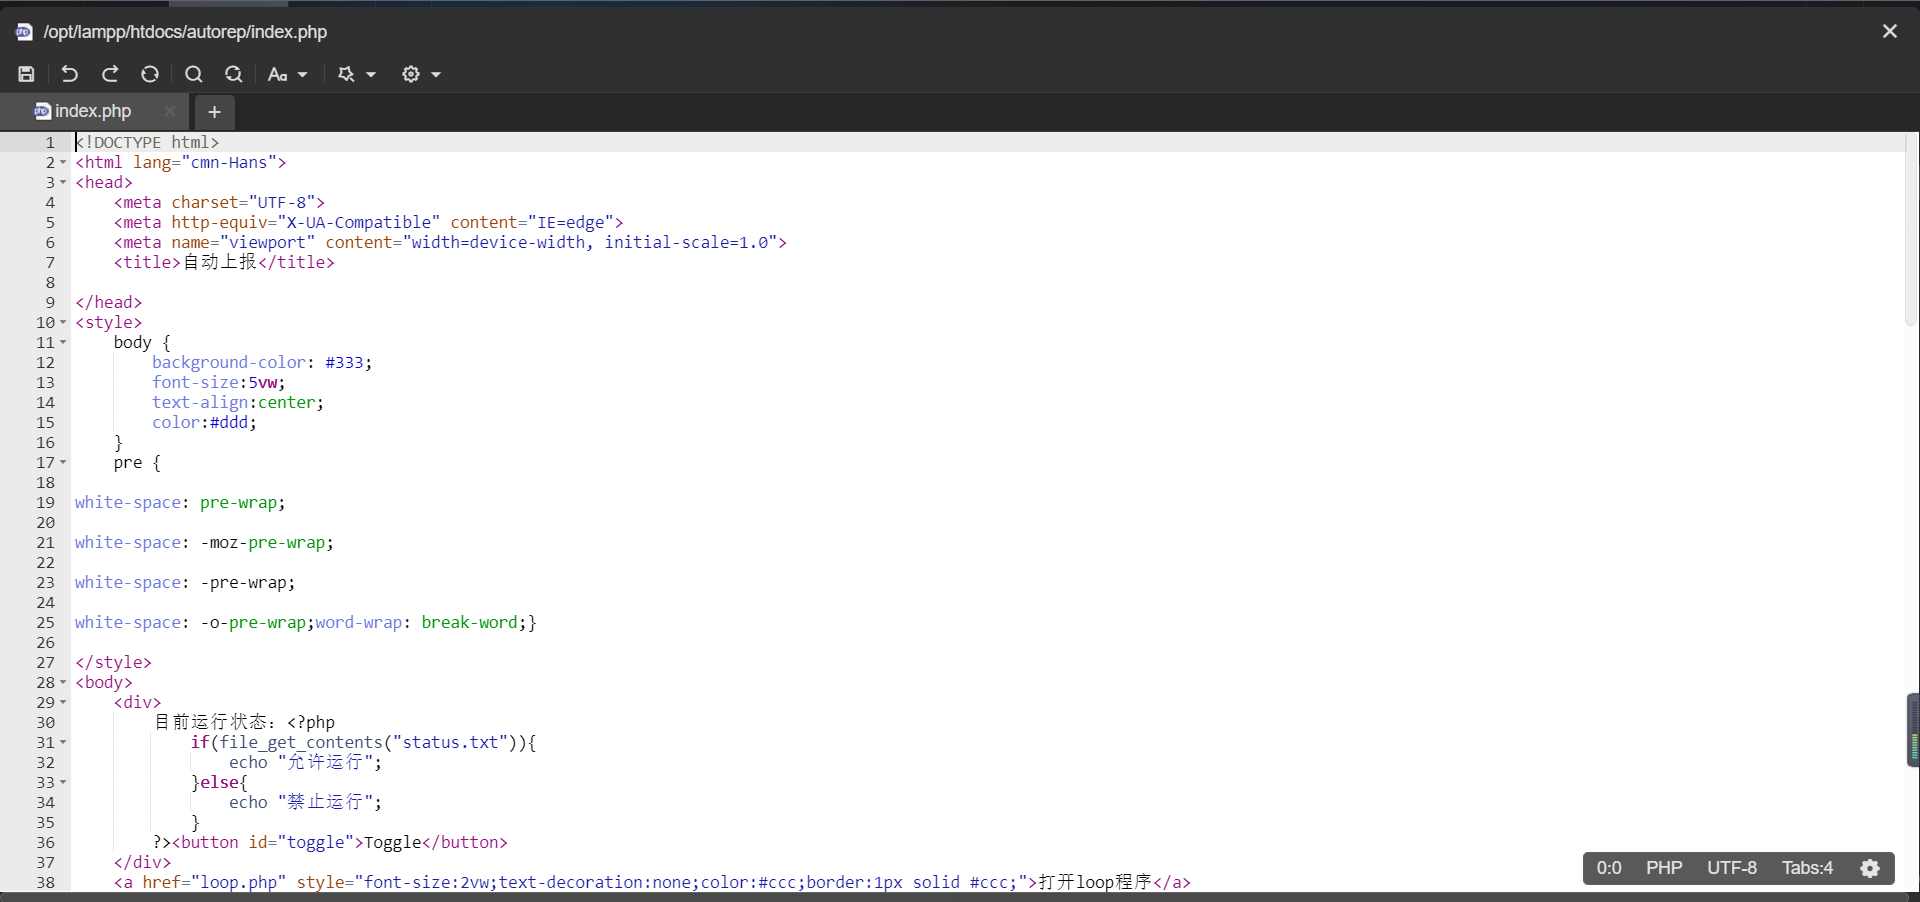 /opt/lampp/htdocs/autorep/index.php
Aa
index.php
1 <!DOCTYPE html>
2 <html lang="cmn-Hans">
3 <head>
4 <meta charset="UTF-8">
5 <meta http-equiv="X-UA-Compatible" content="IE=edge">
6 <meta name="viewport" content="width=device-width, initial-scale=1.0">
7 <title>自动上报</title>
8
9 </head>
10 <style>
11 body {
12 background-color: #333;
13 font-size:5vw;
14 text-align:center;
15 color:#ddd;
16 }
17 pre {
18
19 white-space: pre-wrap;
20
21 white-space: -moz-pre-wrap;
22
23 white-space: -pre-wrap;
24
25 white-space: -o-pre-wrap;word-wrap: break-word;}
26
27 </style>
28 <body>
29 <div>
30 目前运行状态：<?php
31 if(file_get_contents("status.txt")){
32 echo "允许运行";
33 }else{
34 echo "禁止运行";
35 }
36 ?><button id="toggle">Toggle</button>
37 </div>
38 <a href="loop.php" style="font-size:2vw;text-decoration:none;color:#ccc;border:1px solid #ccc;">打开loop程序</a>
0:0 PHP UTF-8 Tabs:4